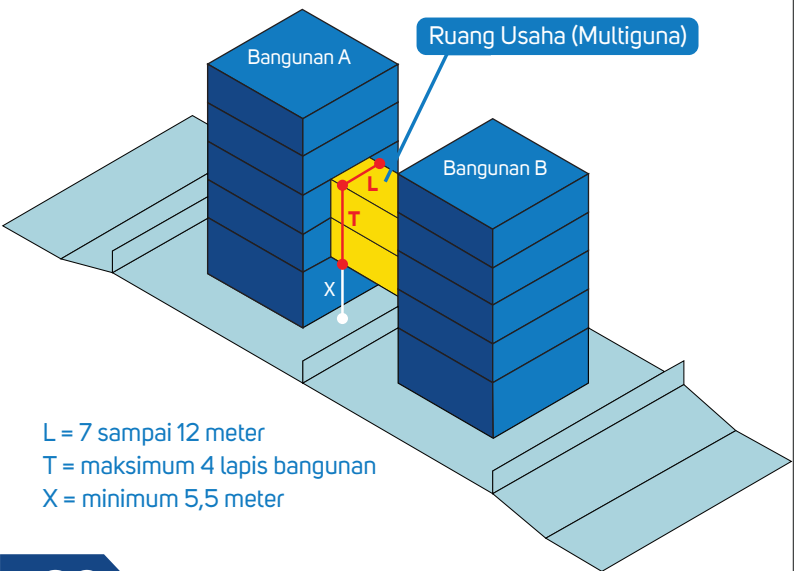 Bangunan A
Ruang Usaha (Multiguna)
Bangunan B
L
T
X
L = 7 sampai 12 meter
T = maksimum 4 lapis bangunan
X = minimum 5,5 meter